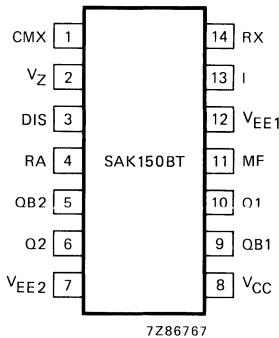 CMX 1 14 RX
VZ 2 13 I
DIS 3 12 VEE1
RA 4 SAK150BT 11 MF
QB2 5 10 Q1
Q2 6 9 QB1
VEE2 7 8 VCC
7Z86767